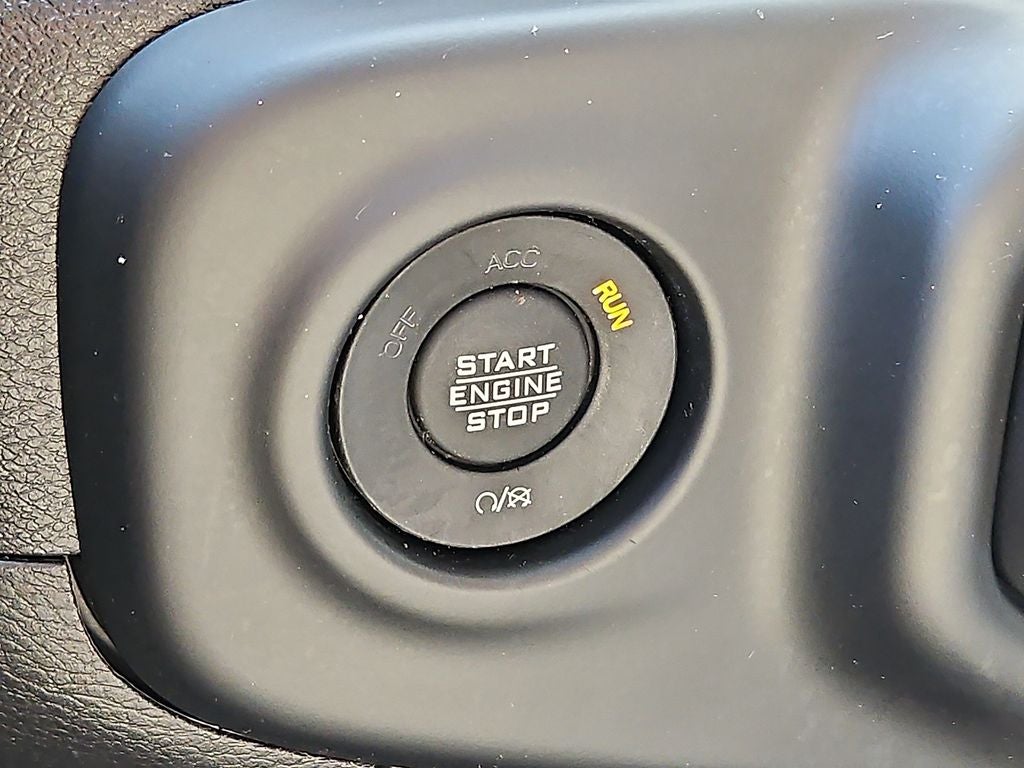 ACC
OFF
RUN
START
ENGINE
STOP